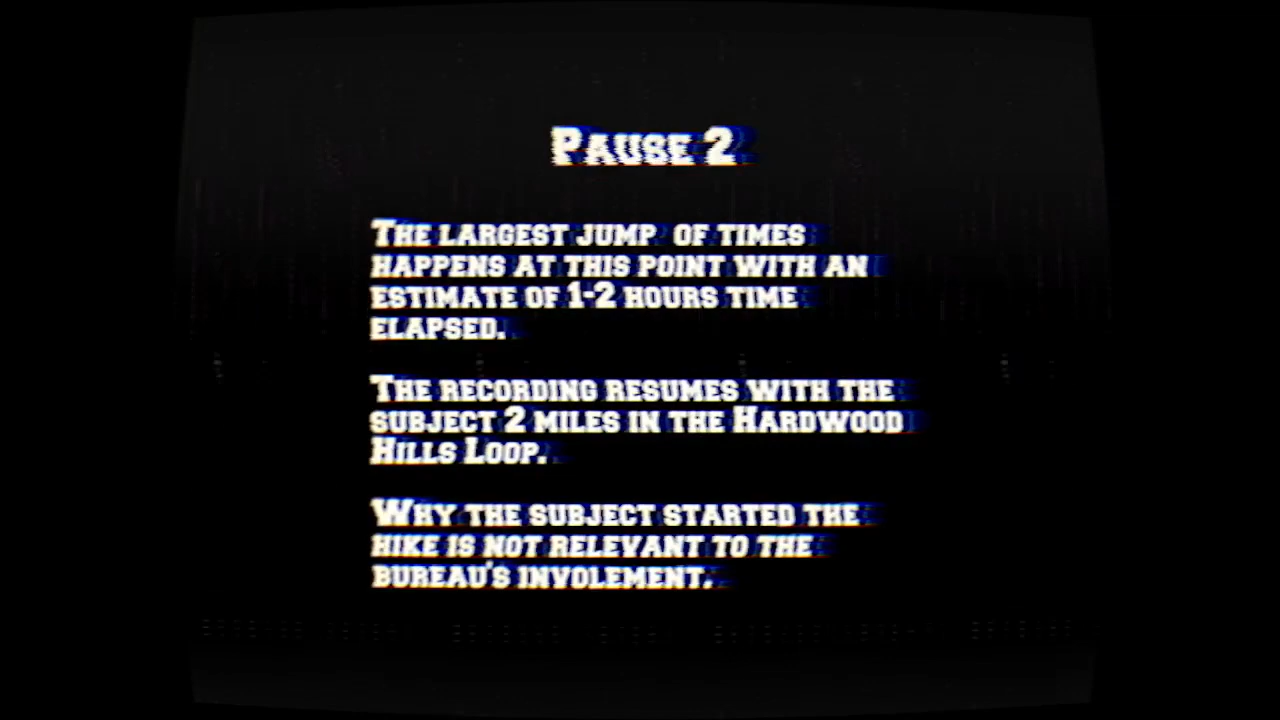 Pause 2
The largest jump of times
happens at this point with an
estimate of 1-2 hours time
elapsed.
The recording resumes with the
subject 2 miles in the Hardwood
Hills Loop.
Why the subject started the
hike is not relevant to the
bureau's involement.